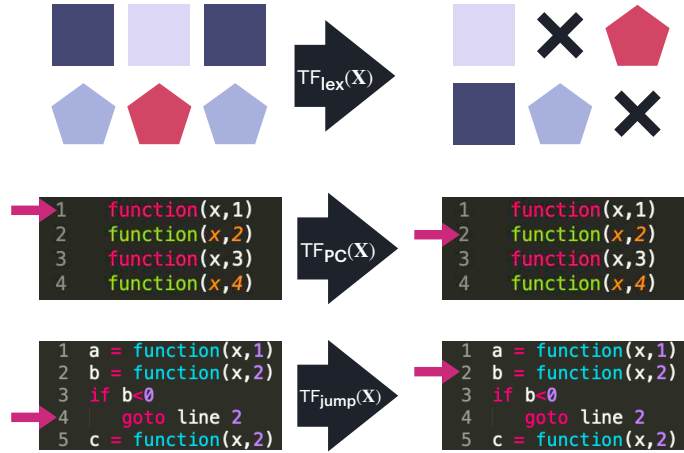 TF_lex(X)
1 function(x,1)
2 function(x,2)
3 function(x,3)
4 function(x,4)
TF_PC(X)
1 function(x,1)
2 function(x,2)
3 function(x,3)
4 function(x,4)
1 a = function(x,1)
2 b = function(x,2)
3 if b<0
4 goto line 2
5 c = function(x,2)
TF_jump(X)
1 a = function(x,1)
2 b = function(x,2)
3 if b<0
4 goto line 2
5 c = function(x,2)